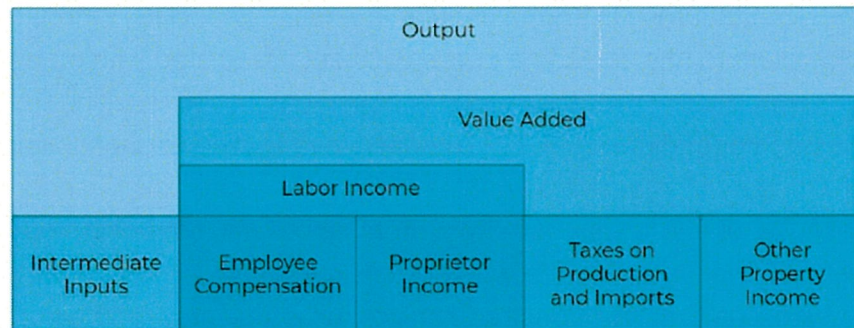 Output
Value Added
Labor Income
Intermediate
Inputs
Employee
Compensation
Proprietor
Income
Taxes on
Production
and Imports
Other
Property
Income